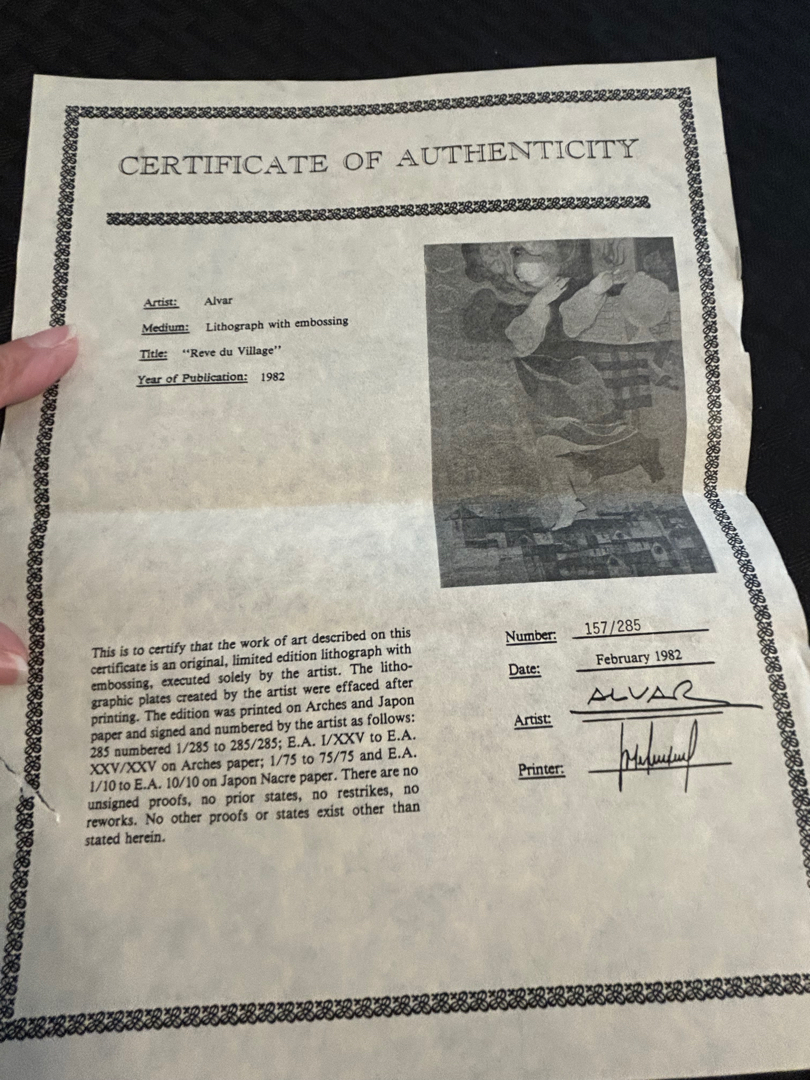 CERTIFICATE OF AUTHENTICITY
Artist: Alvar
Medium: Lithograph with embossing
Title: "Reve du Village"
Year of Publication: 1982
This is to certify that the work of art described on this
certificate is an original, limited edition lithograph with
embossing, executed solely by the artist. The litho-
graphic plates created by the artist were effaced after
printing. The edition was printed on Arches and Japon
paper and signed and numbered by the artist as follows:
285 numbered 1/285 to 285/285; E.A. I/XXV to E.A.
XXV/XXV on Arches paper; 1/75 to 75/75 and E.A.
1/10 to E.A. 10/10 on Japon Nacre paper. There are no
unsigned proofs, no prior states, no restrikes, no
reworks. No other proofs or states exist other than
stated herein.
Number: 157/285
Date: February 1982
Artist: ALVAR
Printer: